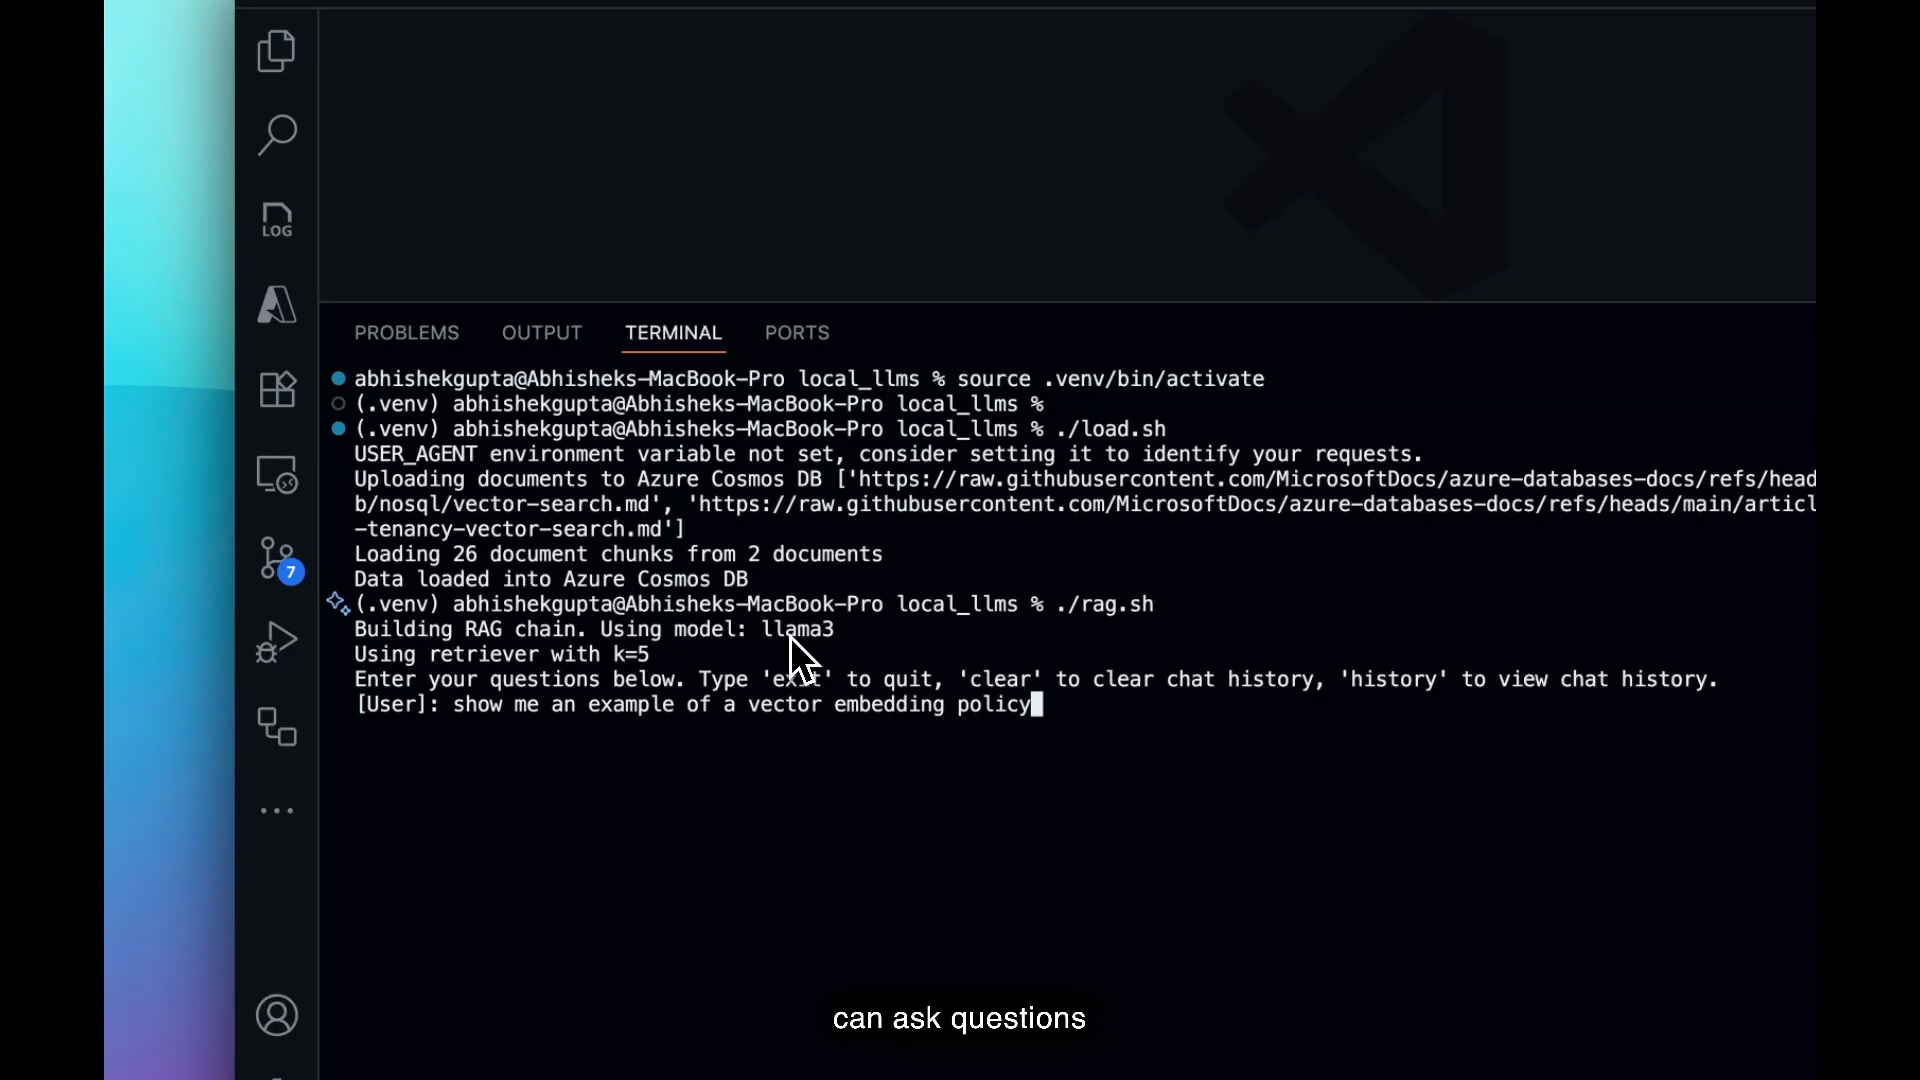 LOG
PROBLEMS OUTPUT TERMINAL PORTS
abhishekgupta@Abhisheks-MacBook-Pro local_llms % source .venv/bin/activate
(.venv) abhishekgupta@Abhisheks-MacBook-Pro local_llms %
(.venv) abhishekgupta@Abhisheks-MacBook-Pro local_llms % ./load.sh
USER_AGENT environment variable not set, consider setting it to identify your requests.
Uploading documents to Azure Cosmos DB ['https://raw.githubusercontent.com/MicrosoftDocs/azure-databases-docs/refs/head
b/nosql/vector-search.md', 'https://raw.githubusercontent.com/MicrosoftDocs/azure-databases-docs/refs/heads/main/articl
-tenancy-vector-search.md']
Loading 26 document chunks from 2 documents
Data loaded into Azure Cosmos DB
7
(.venv) abhishekgupta@Abhisheks-MacBook-Pro local_llms % ./rag.sh
Building RAG chain. Using model: llama3
Using retriever with k=5
Enter your questions below. Type 'exit' to quit, 'clear' to clear chat history, 'history' to view chat history.
[User]: show me an example of a vector embedding policy
can ask questions